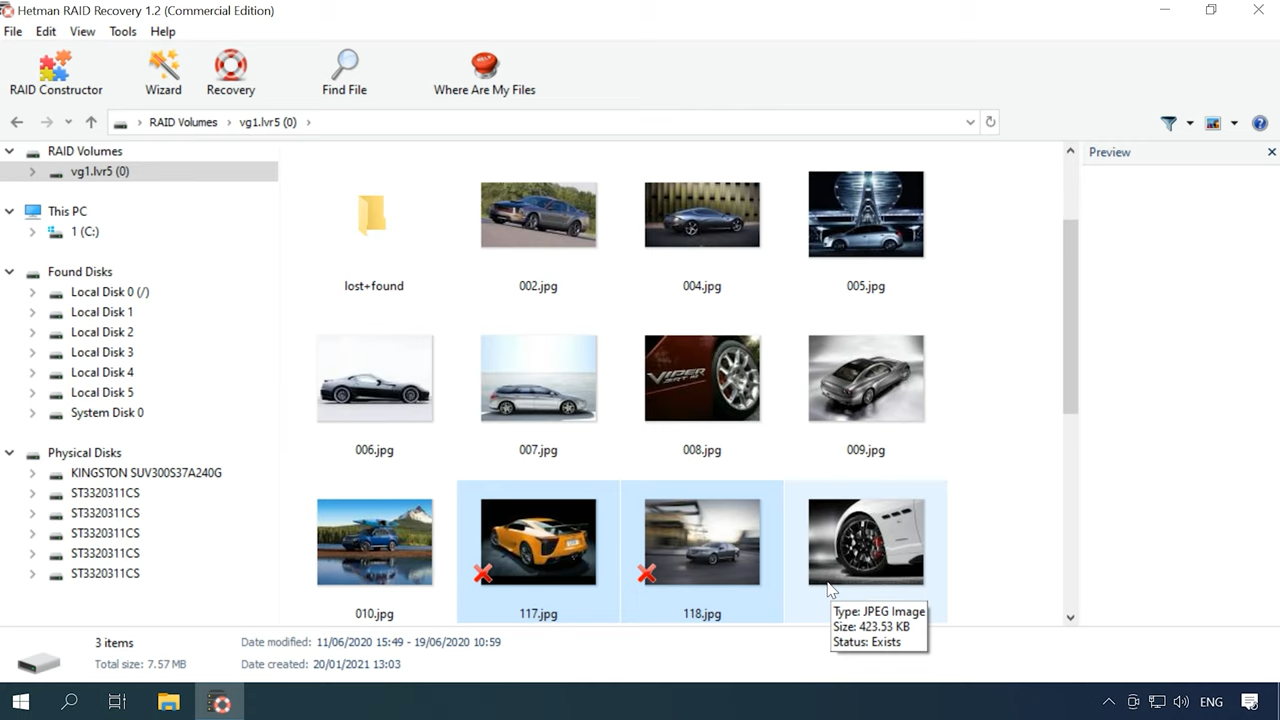 Hetman RAID Recovery 1.2 (Commercial Edition)
File Edit View Tools Help
RAID Constructor Wizard Recovery Find File Where Are My Files
RAID Volumes vg1.lvr5 (0)
RAID Volumes
vg1.lvr5 (0)
This PC
1 (C:)
Found Disks
Local Disk 0 (/)
Local Disk 1
Local Disk 2
Local Disk 3
Local Disk 4
Local Disk 5
System Disk 0
Physical Disks
KINGSTON SUV300S37A240G
ST3320311CS
ST3320311CS
ST3320311CS
ST3320311CS
ST3320311CS
lost+found 002.jpg 004.jpg 005.jpg
VIPER
SRT 10
006.jpg 007.jpg 008.jpg 009.jpg
010.jpg 117.jpg 118.jpg
Type: JPEG Image
Size: 423.53 KB
Status: Exists
Preview
3 items Date modified: 11/06/2020 15:49 - 19/06/2020 10:59
Total size: 7.57 MB Date created: 20/01/2021 13:03
ENG